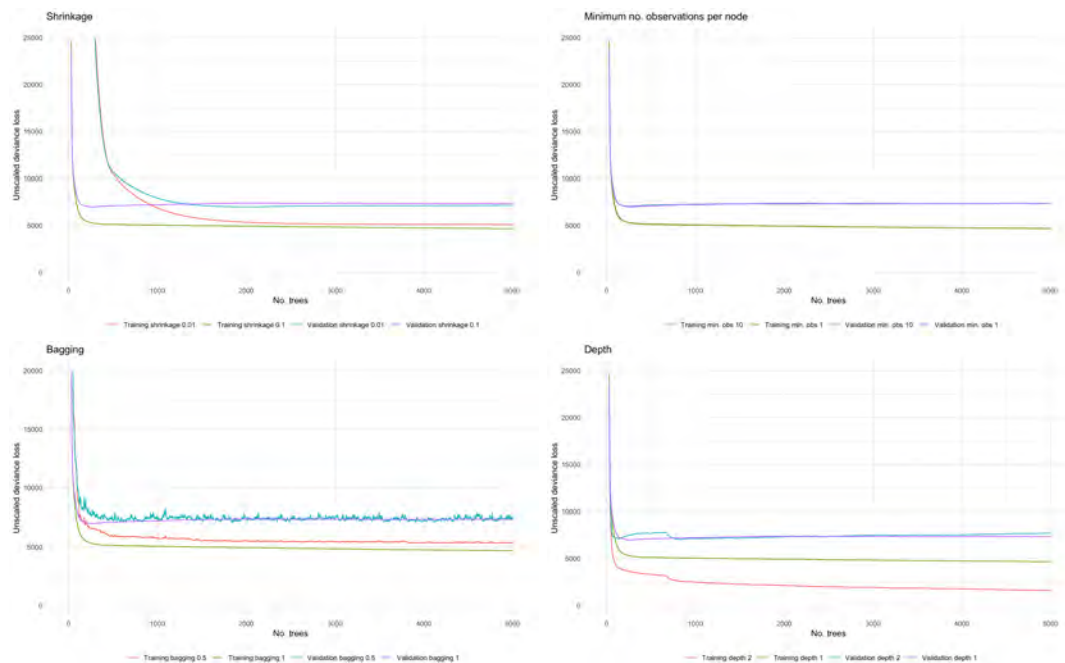 Shrinkage
25000
20000
15000
10000
5000
0
Unscaled deviance loss
0 1000 2000 3000 4000 5000
No. trees
Training shrinkage 0.01 Training shrinkage 0.1 Validation shrinkage 0.01 Validation shrinkage 0.1
Minimum no. observations per node
25000
20000
15000
10000
5000
0
Unscaled deviance loss
0 1000 2000 3000 4000 5000
No. trees
Training min. obs 10 Training min. obs 1 Validation min. obs 10 Validation min. obs 1
Bagging
20000
15000
10000
5000
0
Unscaled deviance loss
0 1000 2000 3000 4000 5000
No. trees
Training bagging 0.5 Training bagging 1 Validation bagging 0.5 Validation bagging 1
Depth
25000
20000
15000
10000
5000
0
Unscaled deviance loss
0 1000 2000 3000 4000 5000
No. trees
Training depth 2 Training depth 1 Validation depth 2 Validation depth 1